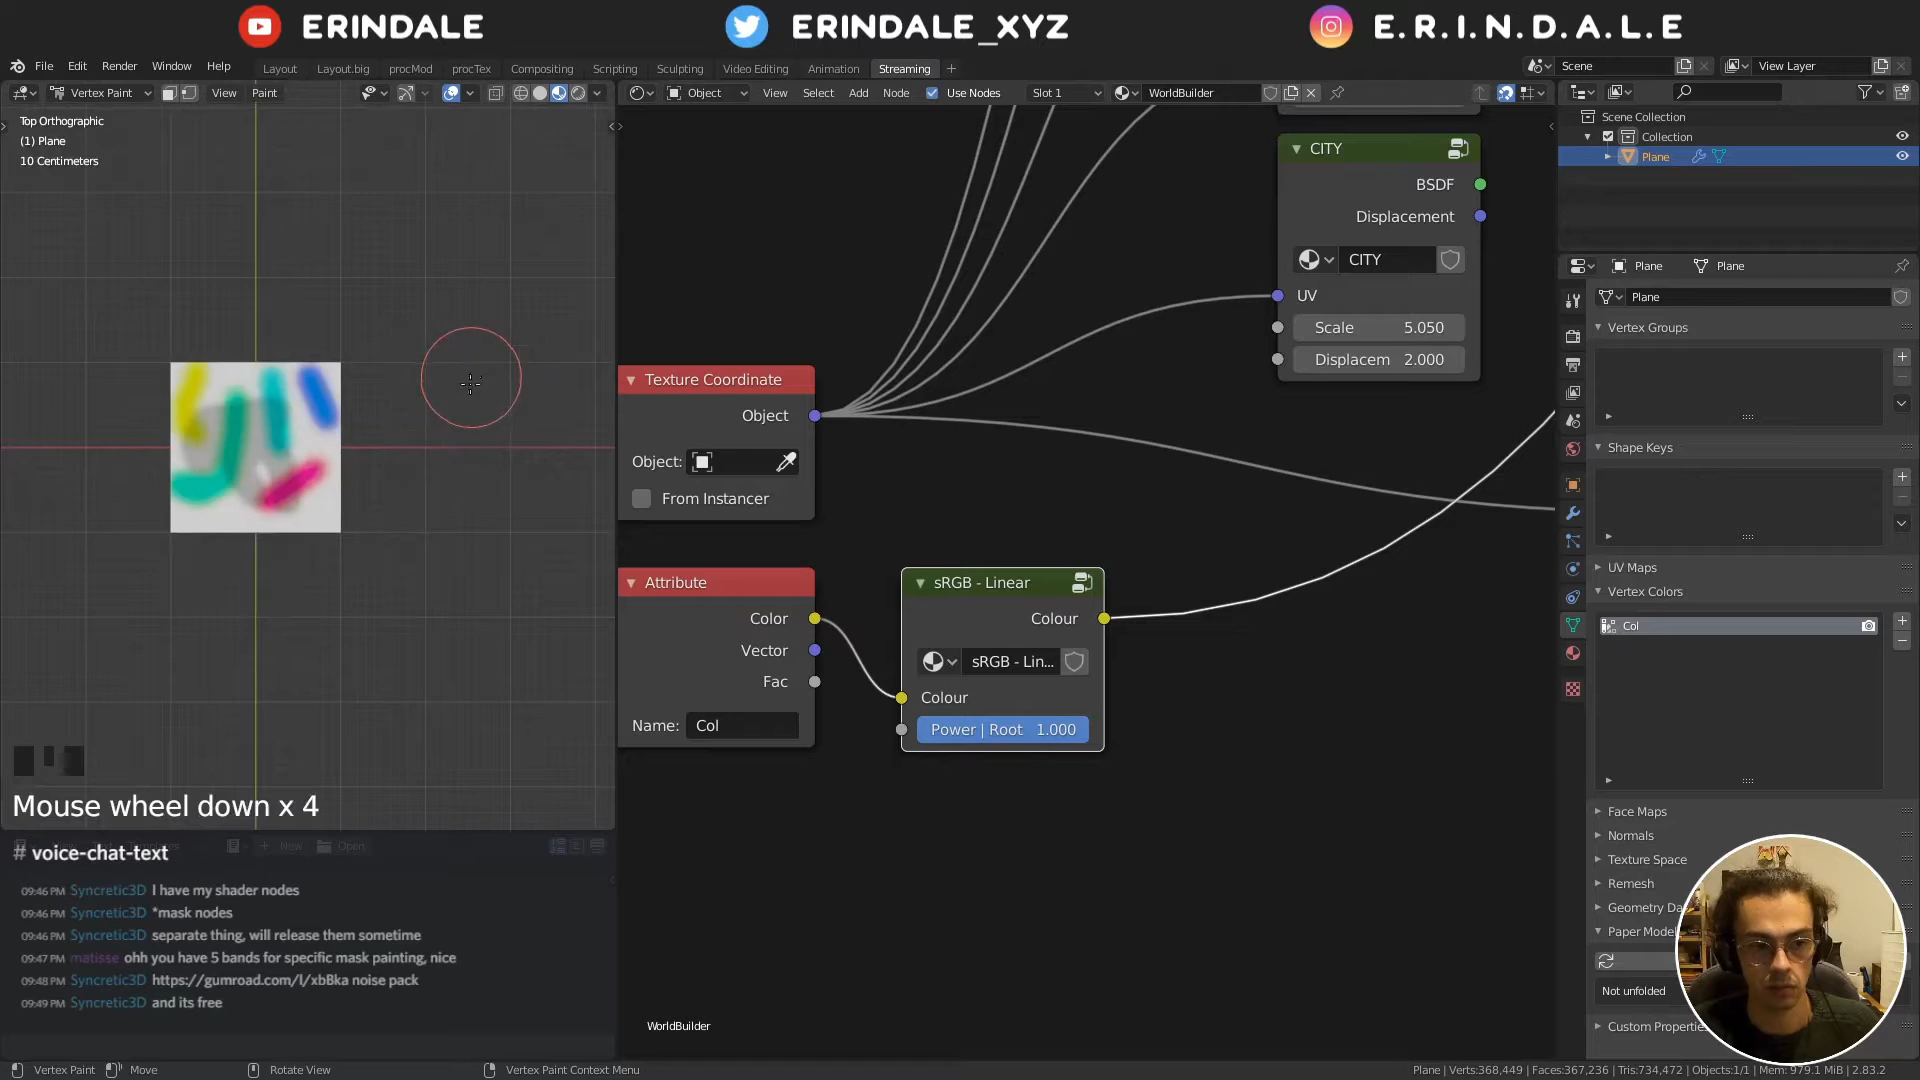 ERINDALE
ERINDALE_XYZ
E.R.I.N.D.A.L.E
File Edit Render Window Help
Layout Layout.big procMod procTex Compositing Scripting Sculpting Sculpting UV Editing Video Editing Animation Streaming +
Scene
View Layer
Vertex Paint View Paint
Object View Select Add Node Use Nodes Slot 1 WorldBuilder
Top Orthographic
(1) Plane
10 Centimeters
CITY
BSDF
Displacement
CITY
UV
Scale 5.050
Displacem 2.000
Texture Coordinate
Object
Object:
From Instancer
Attribute
Color
Vector
Fac
Name: Col
sRGB - Linear
Colour
sRGB - Lin...
Colour
Power | Root 1.000
WorldBuilder
Scene Collection
Collection
Plane
Plane Plane
Plane
Vertex Groups
Shape Keys
UV Maps
Vertex Colors
Col
Face Maps
Normals
Texture Space
Remesh
Geometry Da
Paper Model
Not unfolded
Custom Propertie
Mouse wheel down x 4
New Open
# voice-chat-text
09:46 PM Syncretic3D I have my shader nodes
09:46 PM Syncretic3D *mask nodes
09:46 PM Syncretic3D separate thing, will release them sometime
09:47 PM matisse ohh you have 5 bands for specific mask painting, nice
09:48 PM Syncretic3D https://gumroad.com/l/xbBka noise pack
09:49 PM Syncretic3D and its free
Vertex Paint Move Rotate View Vertex Paint Context Menu
Plane | Verts:368,449 | Faces:367,236 | Tris:734,472 | Objects:1/1 | Mem: 979.1 MiB | 2.83.2